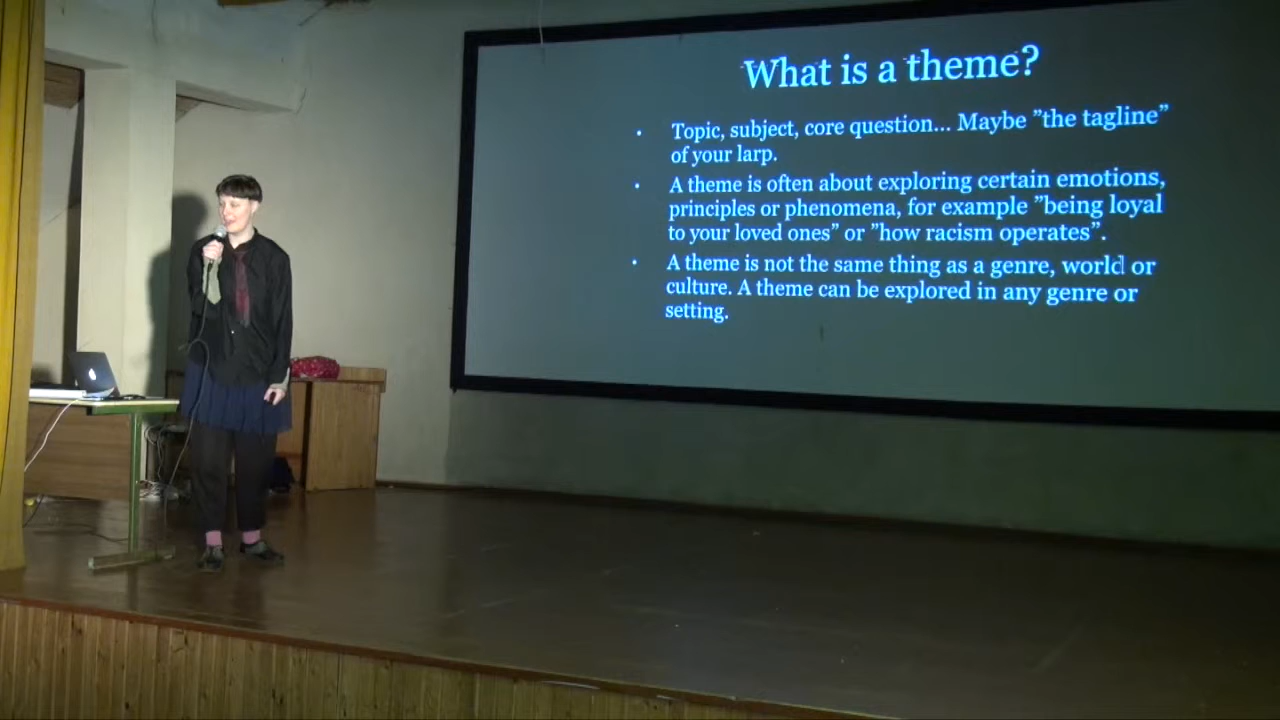 What is a theme?
• Topic, subject, core question... Maybe ”the tagline”
of your larp.
• A theme is often about exploring certain emotions,
principles or phenomena, for example ”being loyal
to your loved ones” or ”how racism operates”.
• A theme is not the same thing as a genre, world or
culture. A theme can be explored in any genre or
setting.